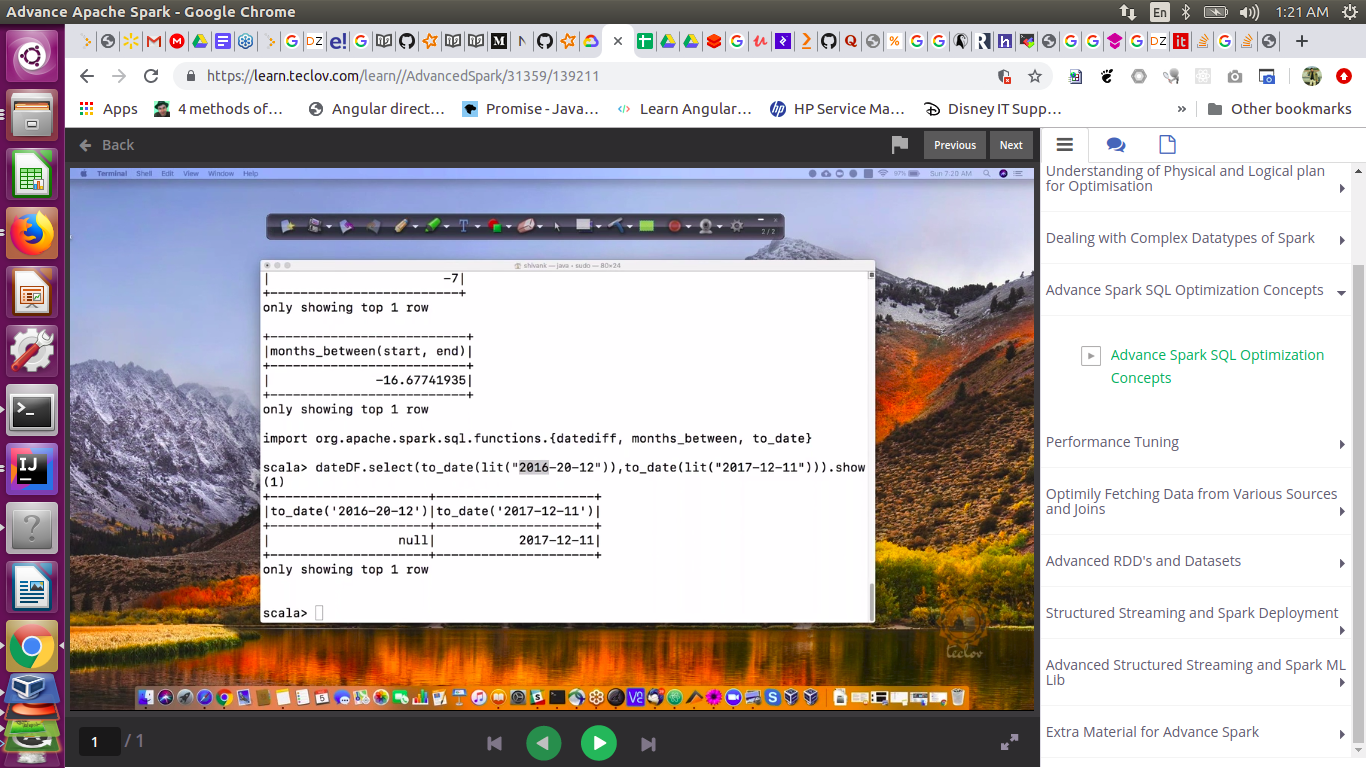 Advance Apache Spark - Google Chrome
En
1:21 AM
https://learn.teclov.com/learn//AdvancedSpark/31359/139211
Apps
4 methods of…
Angular direct…
Promise - Java…
Learn Angular…
HP Service Ma…
Disney IT Supp…
»
Other bookmarks
Back
Previous
Next
Terminal Shell Edit View Window Help
97%
Sun 7:20 AM
2/2
shivank — java ‹ sudo — 80×24
| -7|
+-------------------------+
only showing top 1 row
+--------------------------+
|months_between(start, end)|
+--------------------------+
| -16.67741935|
+--------------------------+
only showing top 1 row
import org.apache.spark.sql.functions.{datediff, months_between, to_date}
scala> dateDF.select(to_date(lit("2016-20-12")),to_date(lit("2017-12-11"))).show
(1)
+---------------------+---------------------+
|to_date('2016-20-12')|to_date('2017-12-11')|
+---------------------+---------------------+
| null| 2017-12-11|
+---------------------+---------------------+
only showing top 1 row
scala>
teclov
1 / 1
Understanding of Physical and Logical plan
for Optimisation
Dealing with Complex Datatypes of Spark
Advance Spark SQL Optimization Concepts
Advance Spark SQL Optimization
Concepts
Performance Tuning
Optimily Fetching Data from Various Sources
and Joins
Advanced RDD's and Datasets
Structured Streaming and Spark Deployment
Advanced Structured Streaming and Spark ML
Lib
Extra Material for Advance Spark